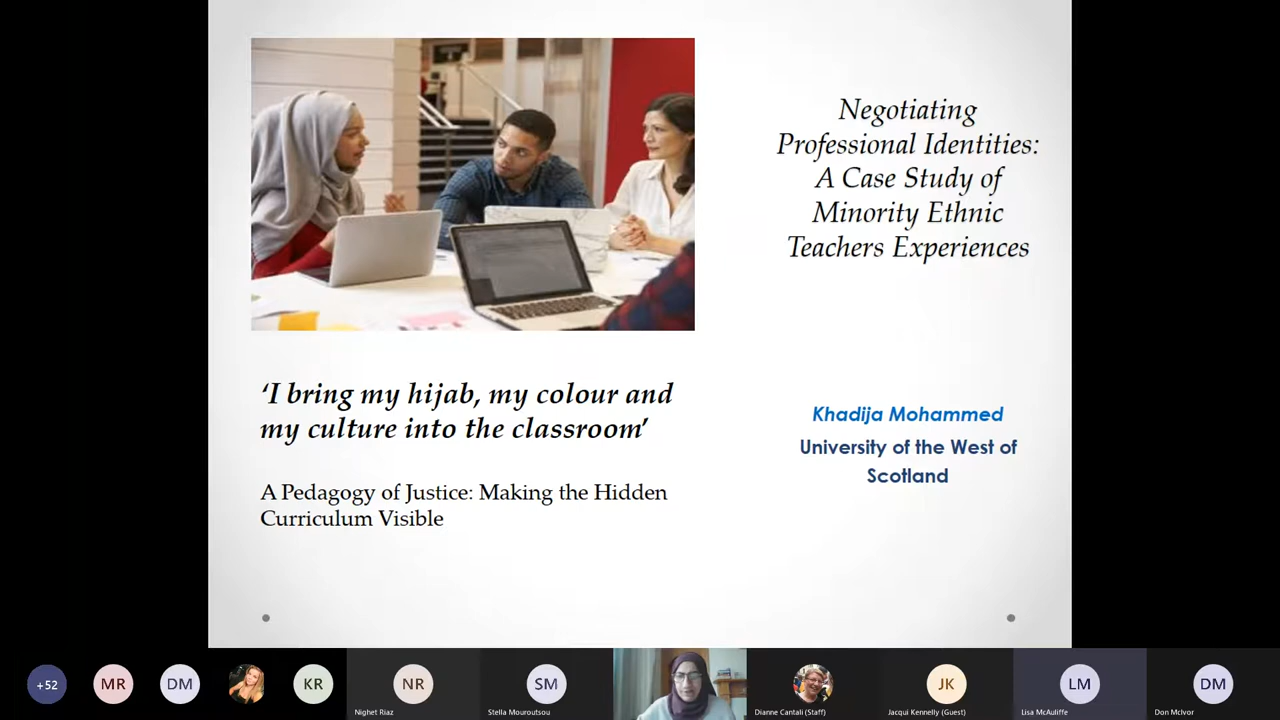 Negotiating
Professional Identities:
A Case Study of
Minority Ethnic
Teachers Experiences
‘I bring my hijab, my colour and
my culture into the classroom’
A Pedagogy of Justice: Making the Hidden
Curriculum Visible
Khadija Mohammed
University of the West of
Scotland
+52
MR
DM
KR
NR
SM
JK
LM
DM
Nighet Riaz
Stella Mouroutsou
Dianne Cantali (Staff)
Jacqui Kennelly (Guest)
Lisa McAuliffe
Don McIvor